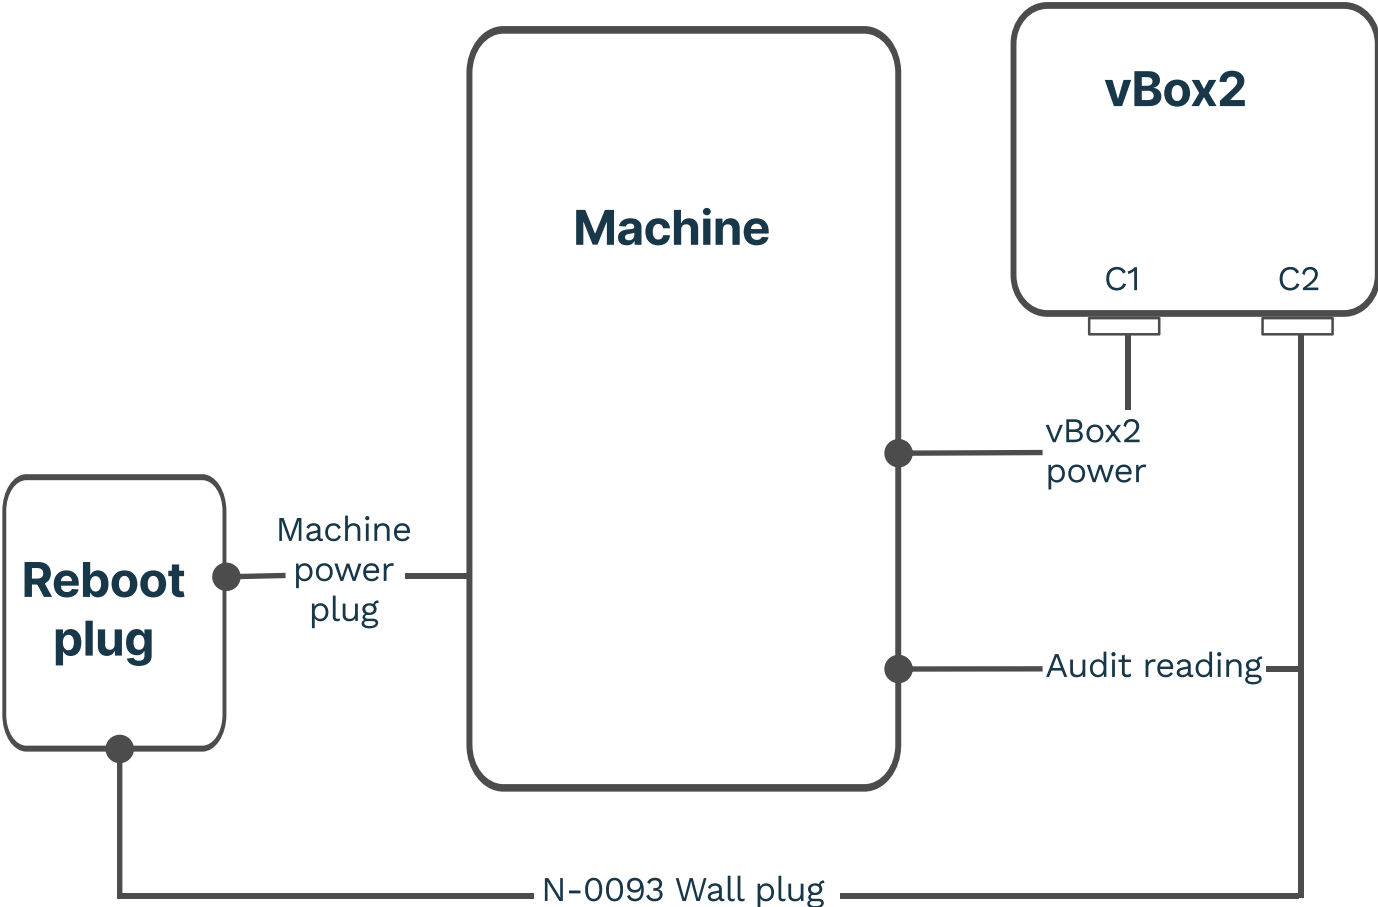 vBox2
C1
C2
Machine
vBox2
power
Machine
power
plug
Reboot
plug
Audit reading
N-0093 Wall plug